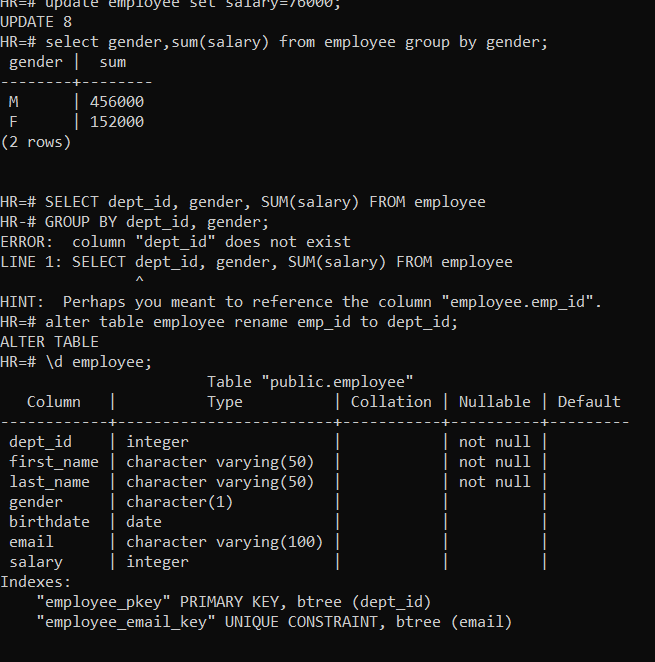 HR=# update employee set salary=76000;
UPDATE 8
HR=# select gender,sum(salary) from employee group by gender;
 gender |  sum
--------+--------
 M      | 456000
 F      | 152000
(2 rows)
HR=# SELECT dept_id, gender, SUM(salary) FROM employee
HR-# GROUP BY dept_id, gender;
ERROR:  column "dept_id" does not exist
LINE 1: SELECT dept_id, gender, SUM(salary) FROM employee
               ^
HINT:  Perhaps you meant to reference the column "employee.emp_id".
HR=# alter table employee rename emp_id to dept_id;
ALTER TABLE
HR=# \d employee;
                       Table "public.employee"
   Column   |          Type          | Collation | Nullable | Default
------------+------------------------+-----------+----------+---------
 dept_id    | integer                |           | not null |
 first_name | character varying(50)  |           | not null |
 last_name  | character varying(50)  |           | not null |
 gender     | character(1)           |           |          |
 birthdate  | date                   |           |          |
 email      | character varying(100) |           |          |
 salary     | integer                |           |          |
Indexes:
    "employee_pkey" PRIMARY KEY, btree (dept_id)
    "employee_email_key" UNIQUE CONSTRAINT, btree (email)